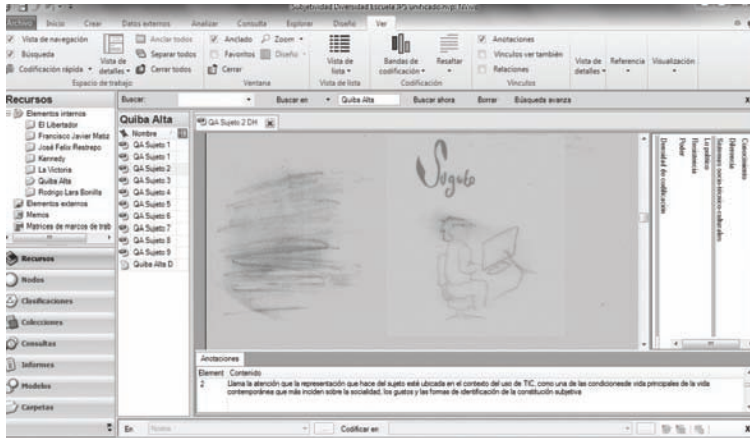 Subjetividad Diversidad Escuela IPS unificado.nvp: NVivo
Archivo Inicio Crear Datos externos Analizar Consulta Explorar Diseño Ver
Vista de navegación
Búsqueda
Codificación rápida
Vista de detalles
Anclar todos
Separar todos
Cerrar todos
Espacio de trabajo
Anclado Zoom
Favoritos Diseño
Cerrar
Ventana
Vista de lista
Vista de lista
Bandas de codificación
Resaltar
Codificación
Anotaciones
Vínculos ver también
Relaciones
Vínculos
Vista de detalles
Referencia
Visualización
Recursos
Elementos internos
El Libertador
Francisco Javier Matiz
José Felix Restrepo
Kennedy
La Victoria
Quiba Alta
Rodrigo Lara Bonilla
Elementos externos
Memos
Matrices de marcos de trab
Recursos
Nodos
Clasificaciones
Colecciones
Consultas
Informes
Modelos
Carpetas
Buscar: Buscar en Quiba Alta Buscar ahora Borrar Búsqueda avanza
Quiba Alta
Nombre
QA Sujeto 1
QA Sujeto 1
QA Sujeto 2
QA Sujeto 3
QA Sujeto 4
QA Sujeto 5
QA Sujeto 6
QA Sujeto 7
QA Sujeto 8
QA Sujeto 9
Quiba Alta D
QA Sujeto 2 DH
Sugeto
Conocimiento
Diferencia
Sistemas socio-técnico-culturales
Lo político
Resistencia
Poder
Densidad de codificación
Anotaciones
Element Contenido
2 Llama la atención que la representación que hace del sujeto esté ubicada en el contexto del uso de TIC, como una de las condicionesde vida principales de la vida
contemporánea que más inciden sobre la socialidad, los gustos y las formas de identificación de la constitución subjetiva
En Nodos Codificar en